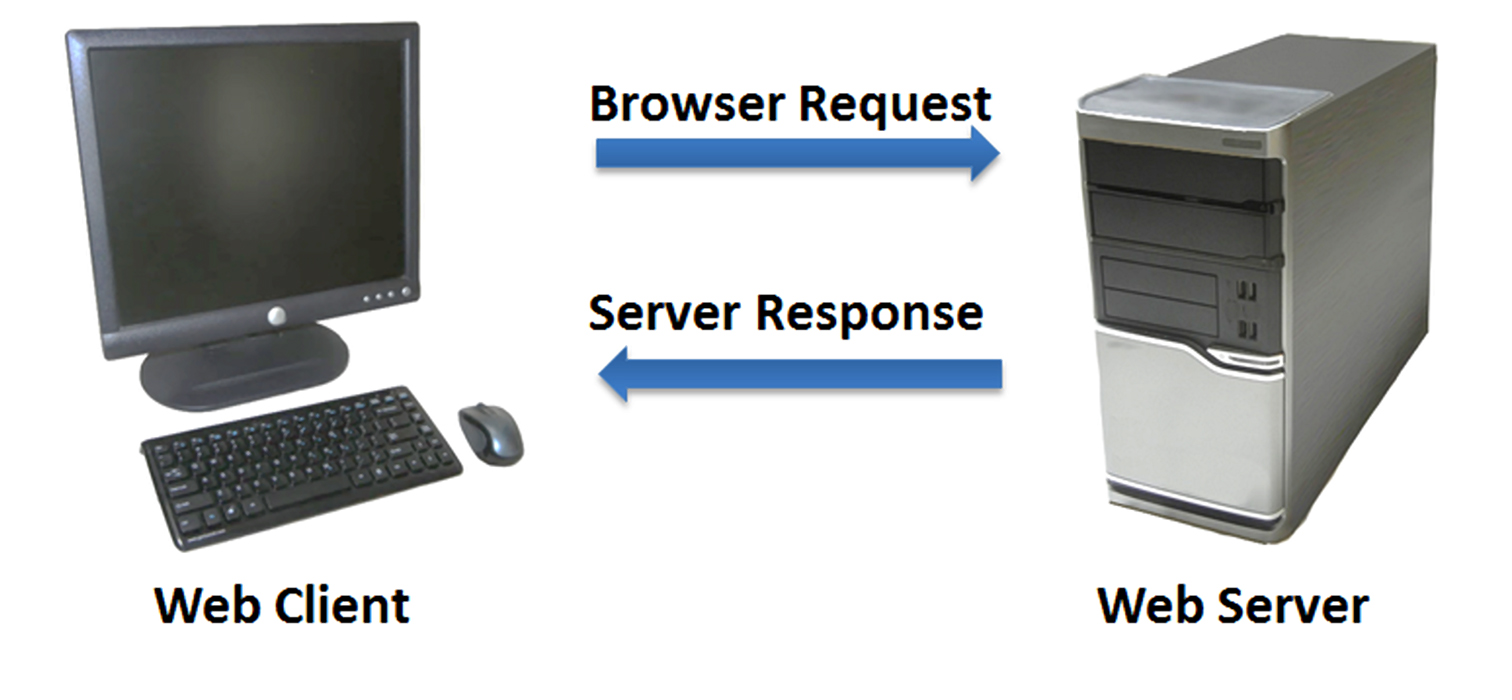 Browser Request
Server Response
Web Client
Web Server